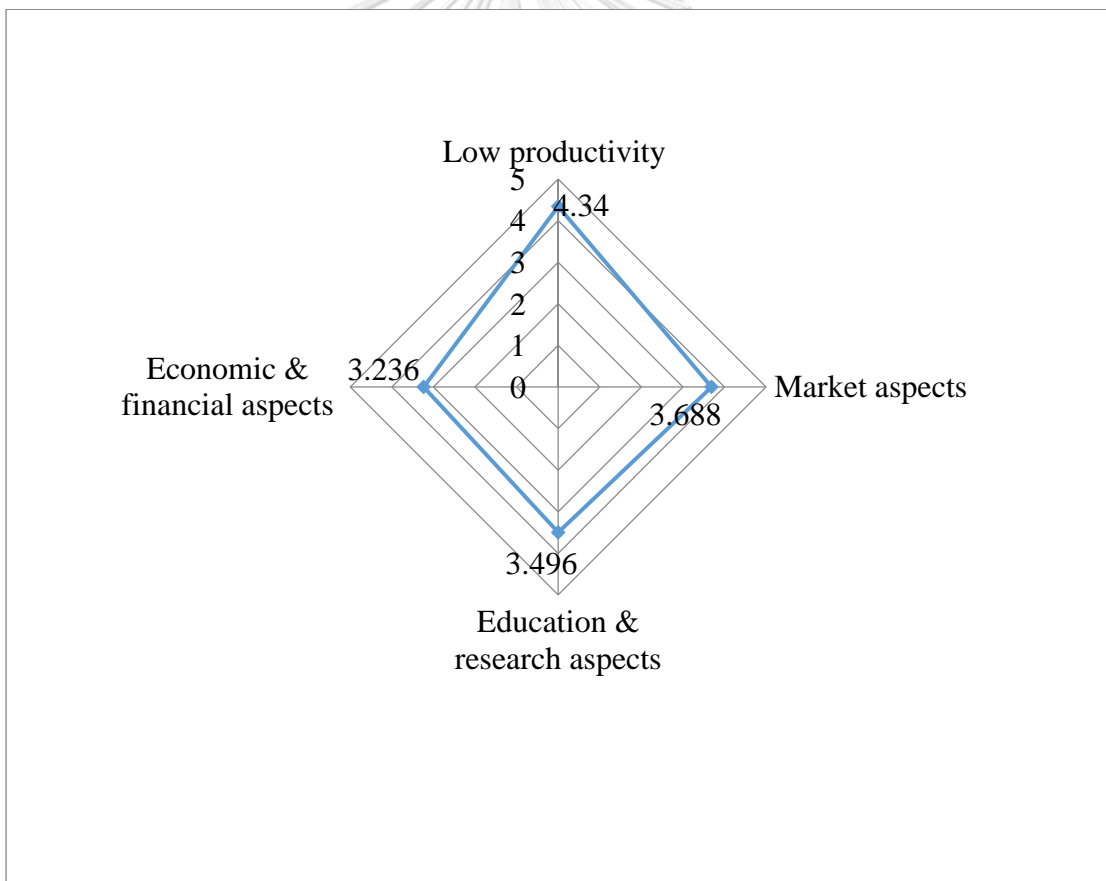 Low productivity
5
4.34
4
3
2
1
0
Economic &
financial aspects
3.236
Market aspects
3.688
3.496
Education &
research aspects